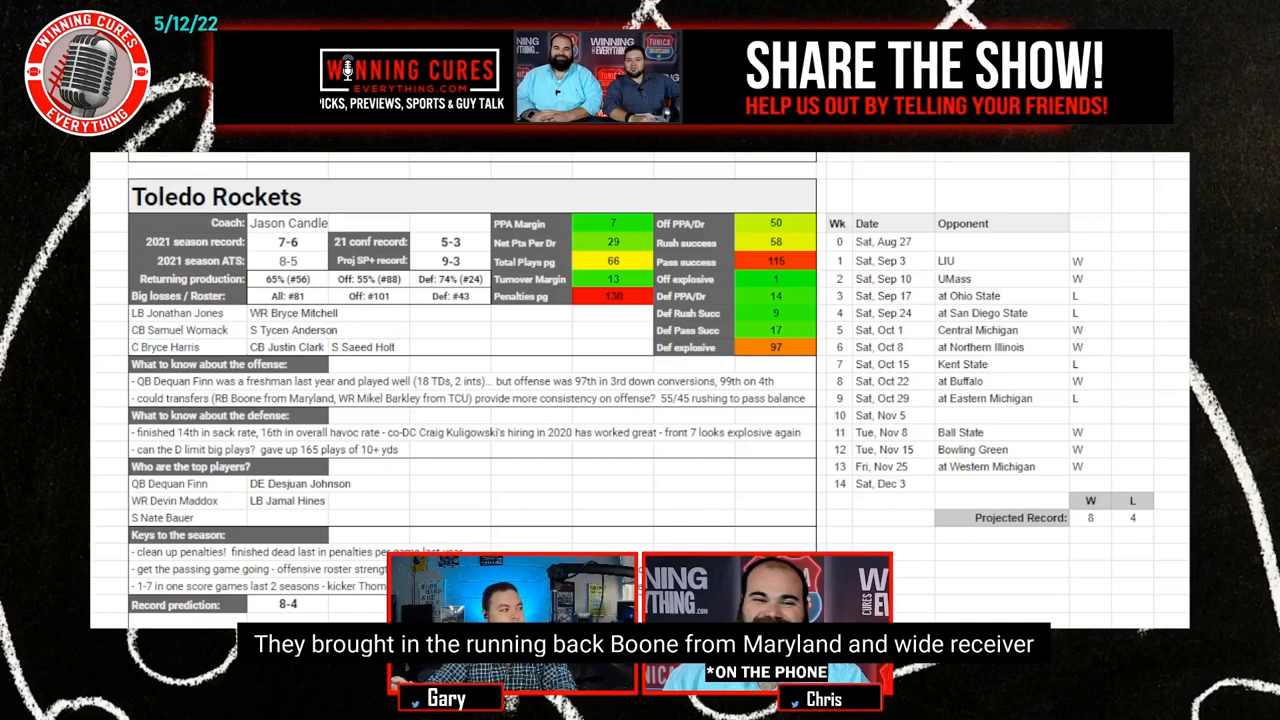 5/12/22
WINNING CURES
EVERYTHING
WINNING CURES
EVERYTHING.COM
PICKS, PREVIEWS, SPORTS & GUY TALK
WINNING
TUNICA
SHARE THE SHOW!
HELP US OUT BY TELLING YOUR FRIENDS!
Toledo Rockets
Coach: Jason Candle PPA Margin 7 Off PPA/Dr 50
2021 season record: 7-6 21 conf record: 5-3 Net Pts Per Dr 29 Rush success 58
2021 season ATS: 8-5 Proj SP+ record: 9-3 Total Plays pg 66 Pass success 115
Returning production: 65% (#56) Off: 55% (#88) Def: 74% (#24) Turnover Margin 13 Off explosive 1
Big losses / Roster: All: #81 Off: #101 Def: #43 Penalties pg 130 Def PPA/Dr 14
LB Jonathan Jones WR Bryce Mitchell Def Rush Succ 9
CB Samuel Womack S Tycen Anderson Def Pass Succ 17
C Bryce Harris CB Justin Clark S Saeed Holt Def explosive 97
What to know about the offense:
- QB Dequan Finn was a freshman last year and played well (18 TDs, 2 ints)... but offense was 97th in 3rd down conversions, 99th on 4th
- could transfers (RB Boone from Maryland, WR Mikel Barkley from TCU) provide more consistency on offense? 55/45 rushing to pass balance
What to know about the defense:
- finished 14th in sack rate, 16th in overall havoc rate - co-DC Craig Kuligowski's hiring in 2020 has worked great - front 7 looks explosive again
- can the D limit big plays? gave up 165 plays of 10+ yds
Who are the top players?
QB Dequan Finn DE Desjuan Johnson
WR Devin Maddox LB Jamal Hines
S Nate Bauer
Keys to the season:
- clean up penalties! finished dead last in penalties per game last year
- get the passing game going - offensive roster strengt
- 1-7 in one score games last 2 seasons - kicker Thom
Record prediction: 8-4
Wk Date Opponent
0 Sat, Aug 27
1 Sat, Sep 3 LIU W
2 Sat, Sep 10 UMass W
3 Sat, Sep 17 at Ohio State L
4 Sat, Sep 24 at San Diego State L
5 Sat, Oct 1 Central Michigan W
6 Sat, Oct 8 at Northern Illinois W
7 Sat, Oct 15 Kent State L
8 Sat, Oct 22 at Buffalo W
9 Sat, Oct 29 at Eastern Michigan L
10 Sat, Nov 5
11 Tue, Nov 8 Ball State W
12 Tue, Nov 15 Bowling Green W
13 Fri, Nov 25 at Western Michigan W
14 Sat, Dec 3
W L
Projected Record: 8 4
They brought in the running back Boone from Maryland and wide receiver
*ON THE PHONE
Gary
Chris